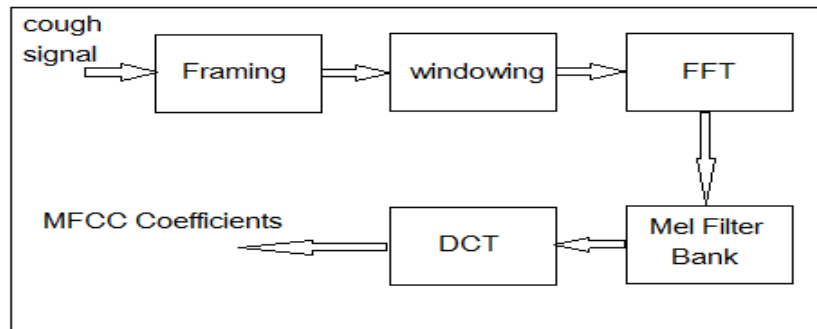 cough
signal
Framing
windowing
FFT
Mel Filter
Bank
DCT
MFCC Coefficients